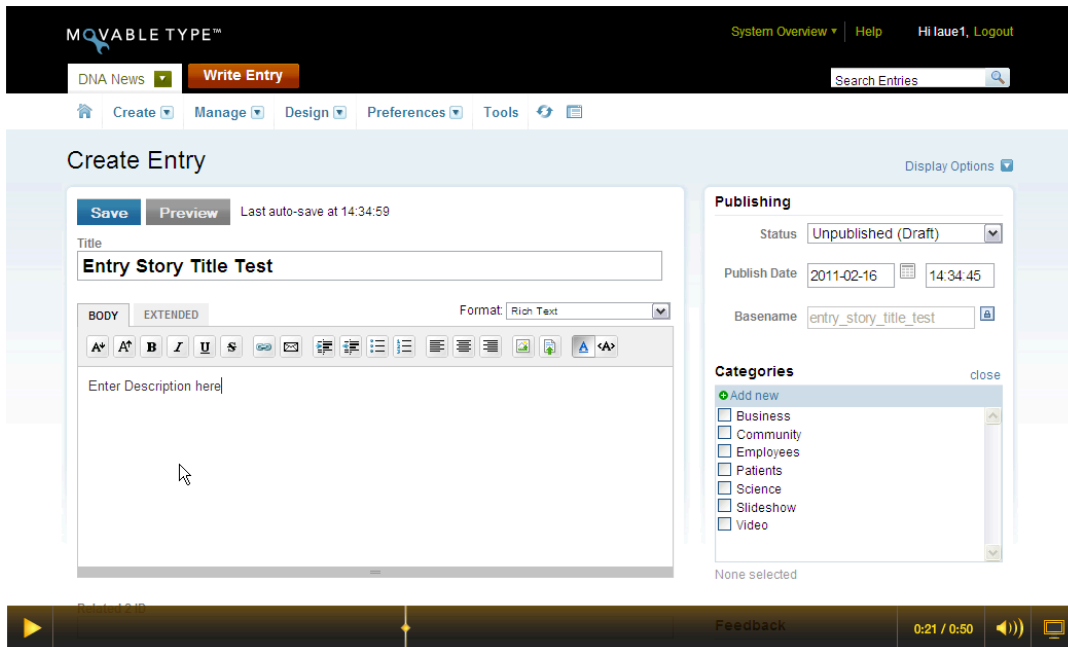 MOVABLE TYPE™
System Overview Help Hi laue1, Logout
DNA News Write Entry Search Entries
Create Manage Design Preferences Tools
Create Entry
Display Options
Save Preview Last auto-save at 14:34:59
Title
Entry Story Title Test
BODY EXTENDED Format: Rich Text
Enter Description here
Publishing
Status Unpublished (Draft)
Publish Date 2011-02-16 14:34:45
Basename entry_story_title_test
Categories close
Add new
Business
Community
Employees
Patients
Science
Slideshow
Video
None selected
Related 2 ID
Feedback
0:21 / 0:50